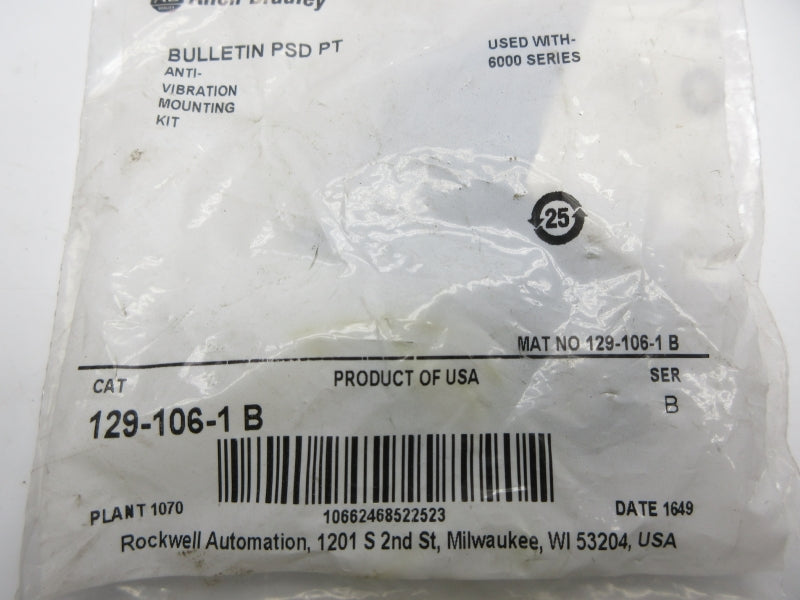 Allen Bradley
BULLETIN PSD PT
ANTI-
VIBRATION
MOUNTING
KIT
USED WITH-
6000 SERIES
25
MAT NO 129-106-1 B
CAT
PRODUCT OF USA
SER
129-106-1 B
B
PLANT 1070
10662468522523
DATE 1649
Rockwell Automation, 1201 S 2nd St, Milwaukee, WI 53204, USA